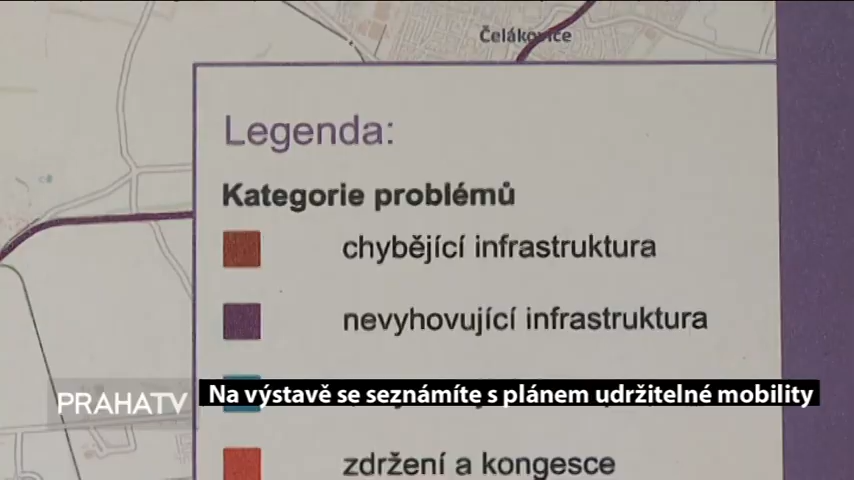 Čelákovice
Legenda:
Kategorie problémů
chybějící infrastruktura
nevyhovující infrastruktura
PRAHATV
Na výstavě se seznámíte s plánem udržitelné mobility
zdržení a kongesce